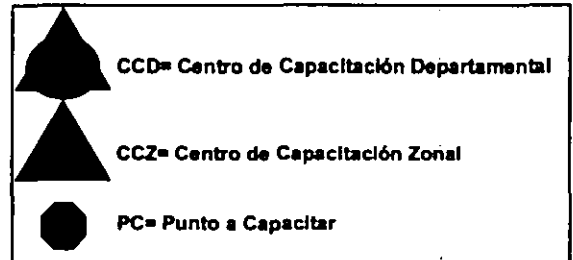 CCD= Centro de Capacitación Departamental
CCZ= Centro de Capacitación Zonal
PC= Punto a Capacitar